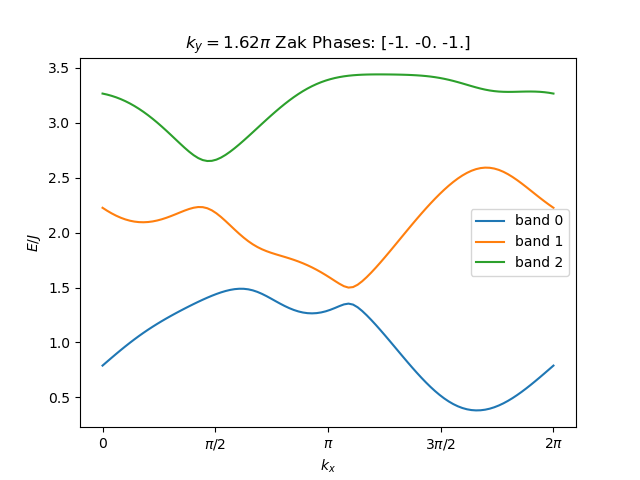 k_y = 1.62π Zak Phases: [-1. -0. -1.]
3.5
3.0
2.5
2.0
1.5
1.0
0.5
E/J
band 0
band 1
band 2
0
π/2
π
3π/2
2π
k_x